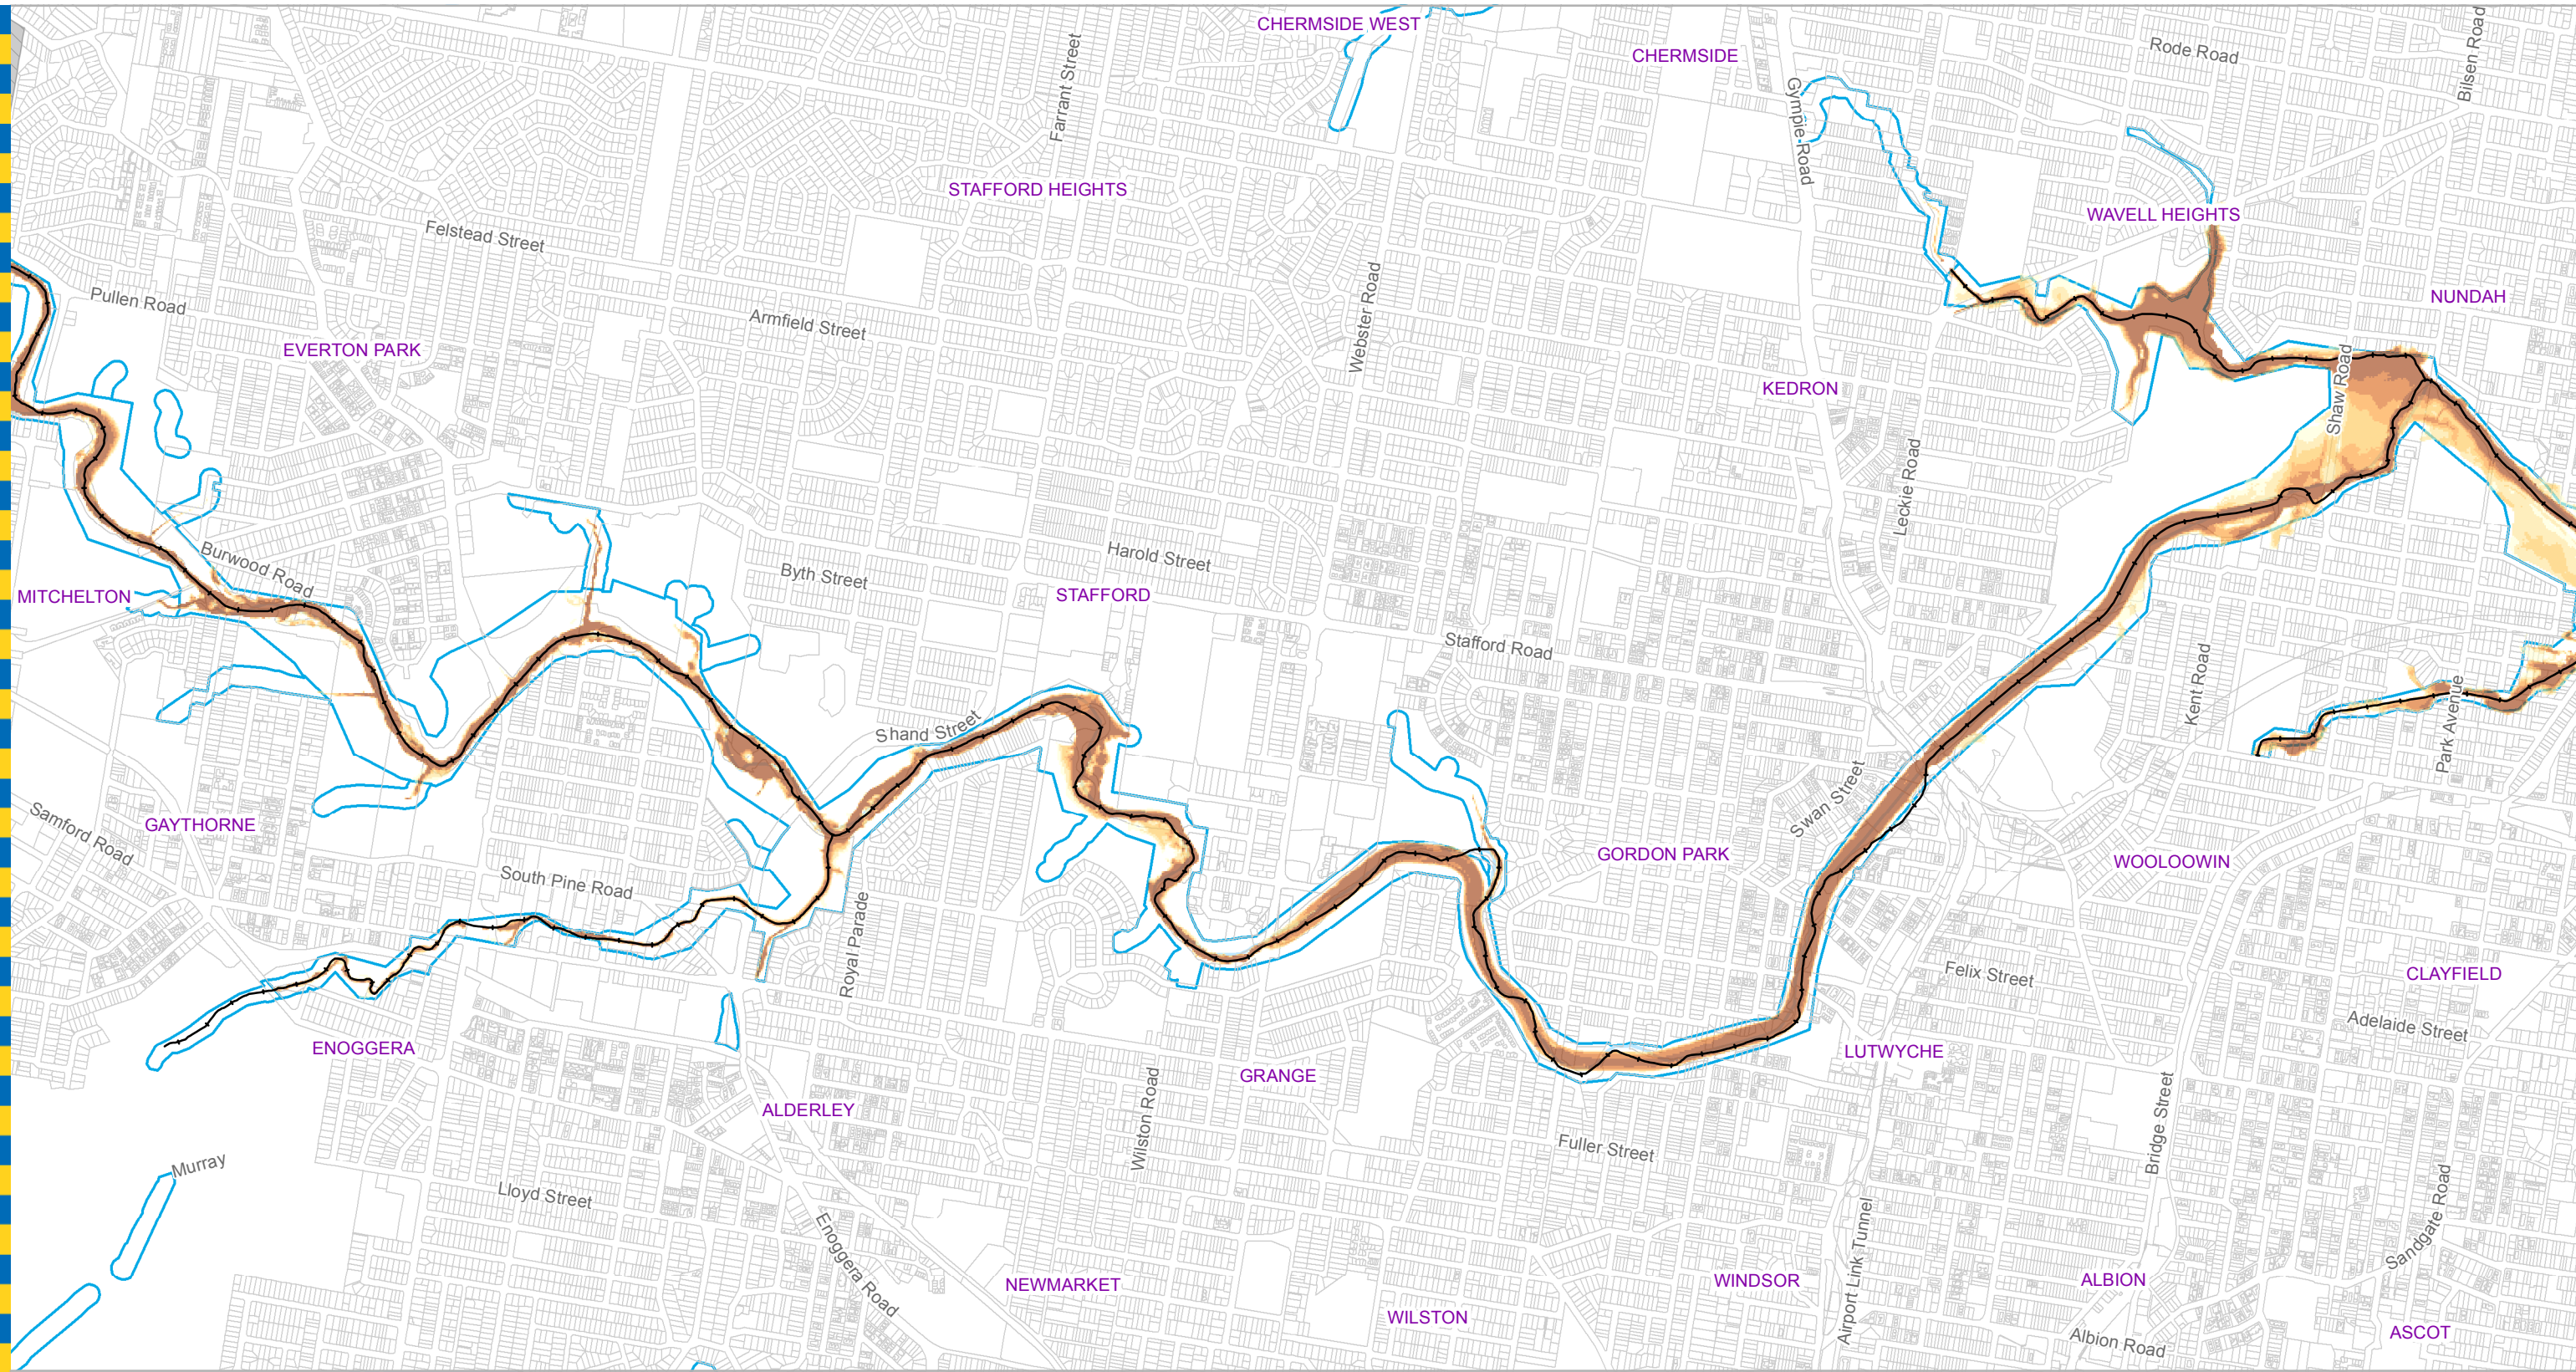 CHERMSIDE WEST
CHERMSIDE
Rode Road
Bilsen Road
Farrant Street
Gympie Road
STAFFORD HEIGHTS
WAVELL HEIGHTS
Felstead Street
Pullen Road
NUNDAH
Webster Road
Armfield Street
EVERTON PARK
KEDRON
Shaw Road
Leckie Road
Burwood Road
Harold Street
Byth Street
MITCHELTON
STAFFORD
Stafford Road
Kent Road
Park Avenue
Shand Street
Swan Street
GAYTHORNE
Samford Road
GORDON PARK
WOOLOOWIN
South Pine Road
Royal Parade
Felix Street
CLAYFIELD
Adelaide Street
ENOGGERA
LUTWYCHE
GRANGE
ALDERLEY
Wilston Road
Bridge Street
Fuller Street
Murray
Lloyd Street
Sandgate Road
Enoggera Road
Airport Link Tunnel
NEWMARKET
WINDSOR
ALBION
WILSTON
Albion Road
ASCOT